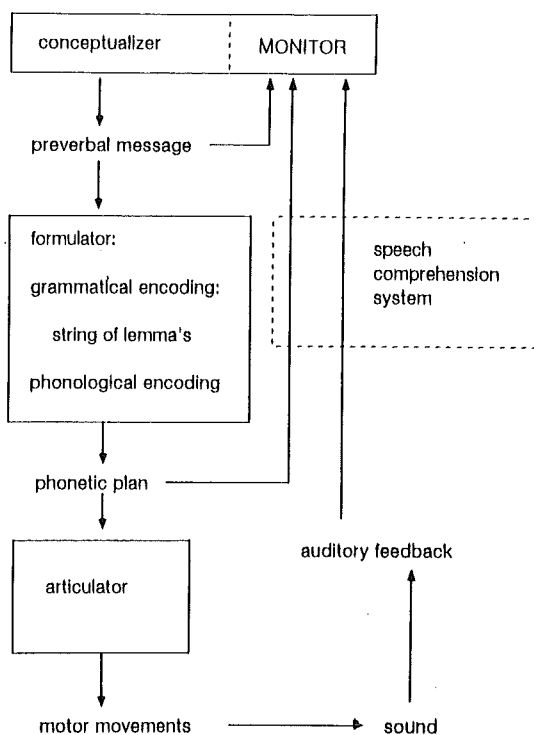 conceptualizer
MONITOR
preverbal message
formulator:
grammatical encoding:
string of lemma's
phonological encoding
speech
comprehension
system
phonetic plan
articulator
auditory feedback
motor movements
sound